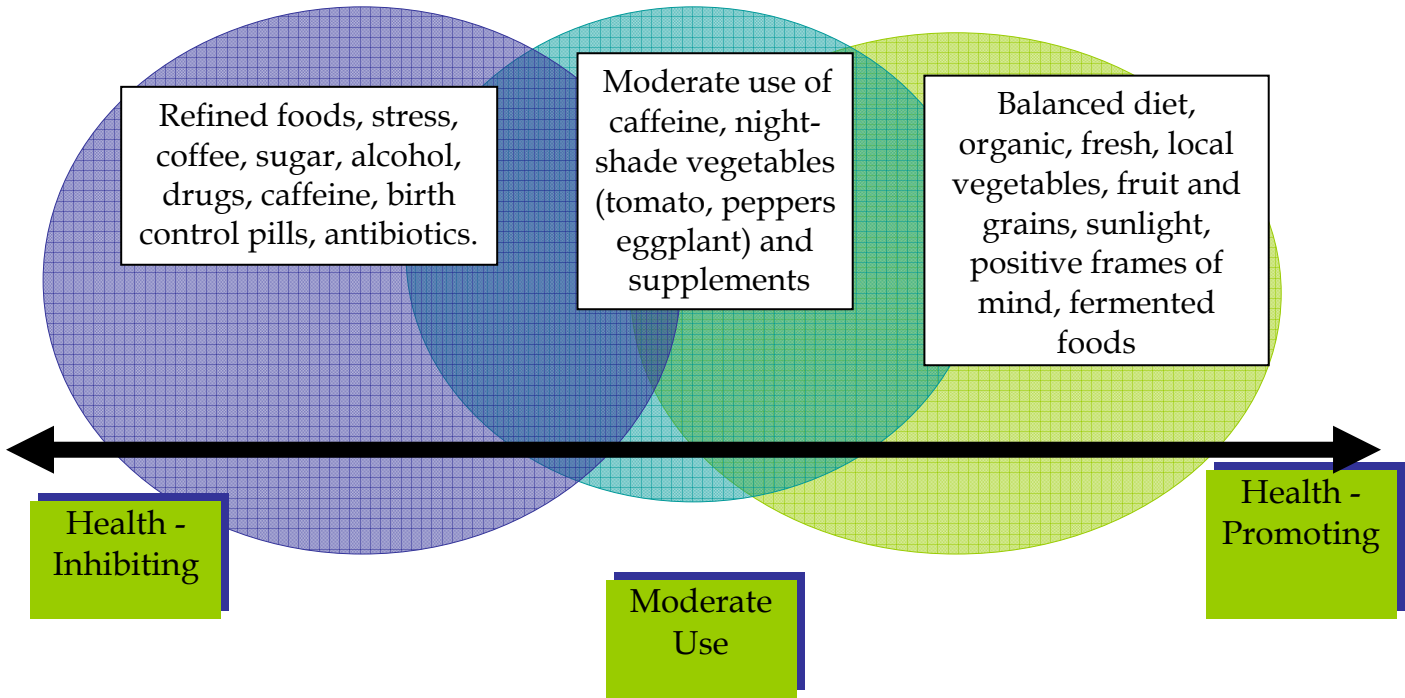 Refined foods, stress,
coffee, sugar, alcohol,
drugs, caffeine, birth
control pills, antibiotics.
Moderate use of
caffeine, night-
shade vegetables
(tomato, peppers
eggplant) and
supplements
Balanced diet,
organic, fresh, local
vegetables, fruit and
grains, sunlight,
positive frames of
mind, fermented
foods
Health -
Inhibiting
Moderate
Use
Health -
Promoting